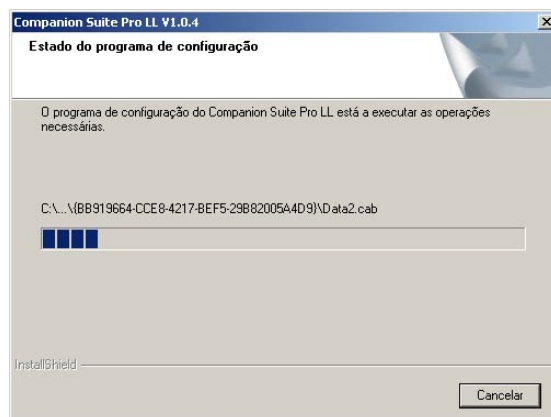 Companion Suite Pro LL V1.0.4
Estado do programa de configuração
O programa de configuração do Companion Suite Pro LL está a executar as operações
necessárias.
C:\...\{BB919664-CCE8-4217-BEF5-29B82005A4D9}\Data2.cab
InstallShield
Cancelar